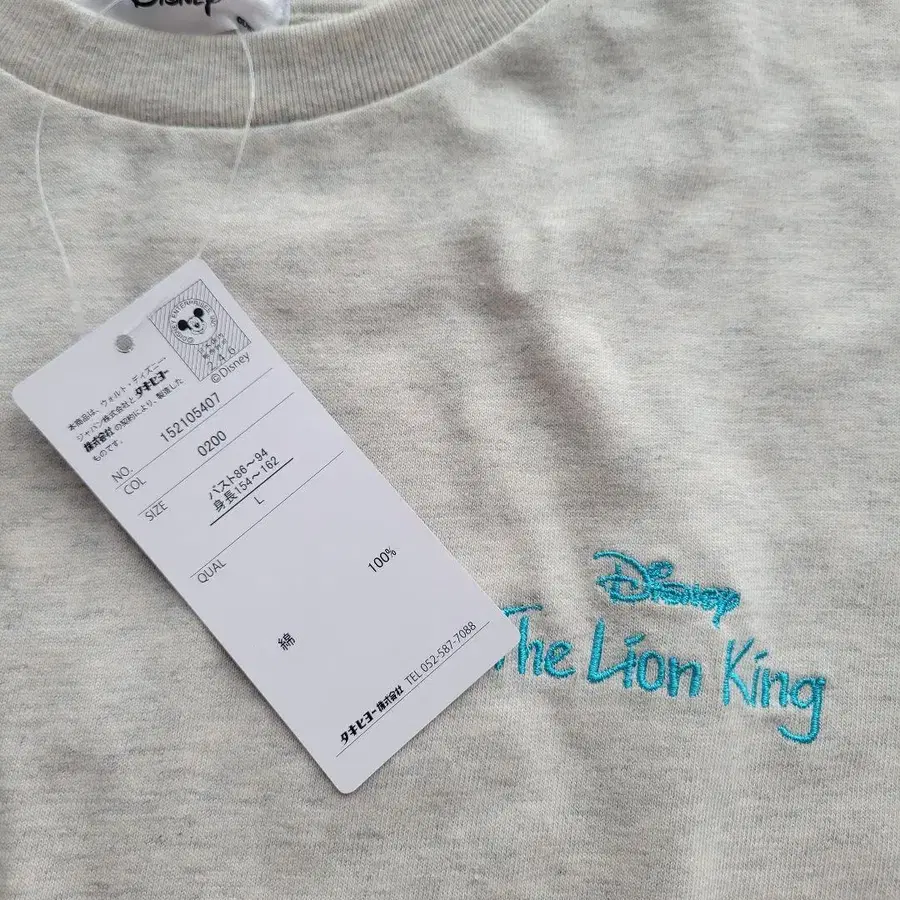 Disney
2.4.6
©Disney
本商品は、ウォルト・ディズニー・
ジャパン株式会社とタキヒヨー
株式会社の契約により、製造した
ものです。
NO. 152105407
COL 0200
SIZE バスト86〜94
身長154〜162
L
QUAL
綿 100%
タキヒヨー株式会社 TEL 052-587-7088
Disney
The Lion King